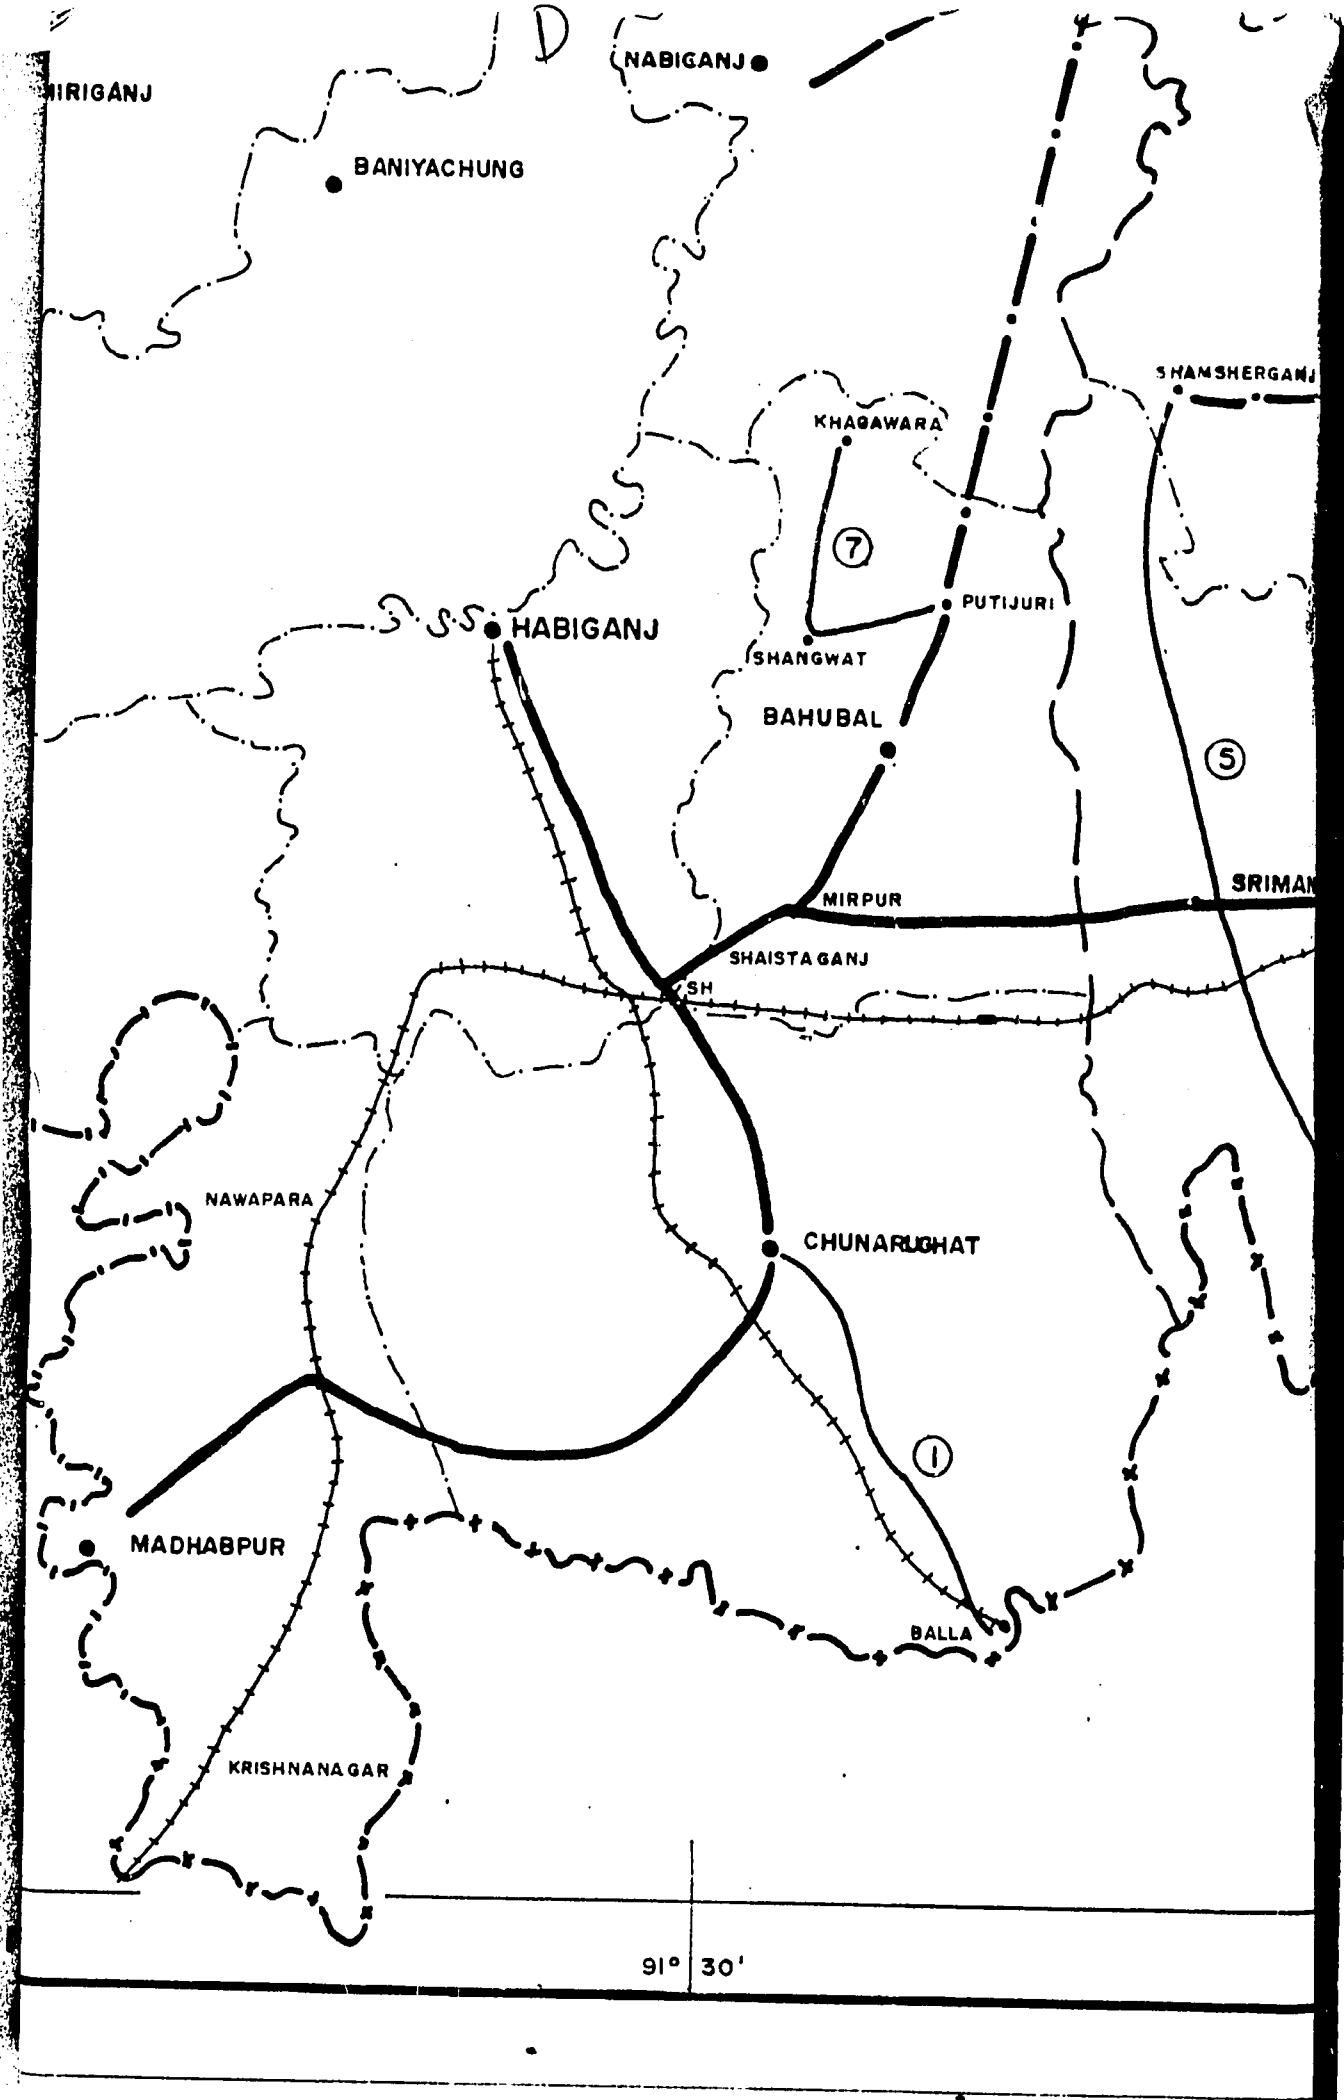 D
NABIGANJ
BANIYACHUNG
SHAMSHERGANJ
KHAGAWARA
7
PUTIJURI
HABIGANJ
SHANGWAT
BAHUBAL
5
SRIMAN
MIRPUR
SHAISTAGANJ
SH
NAWAPARA
CHUNARUGHAT
1
MADHABPUR
BALLA
KRISHNANAGAR
91° 30'